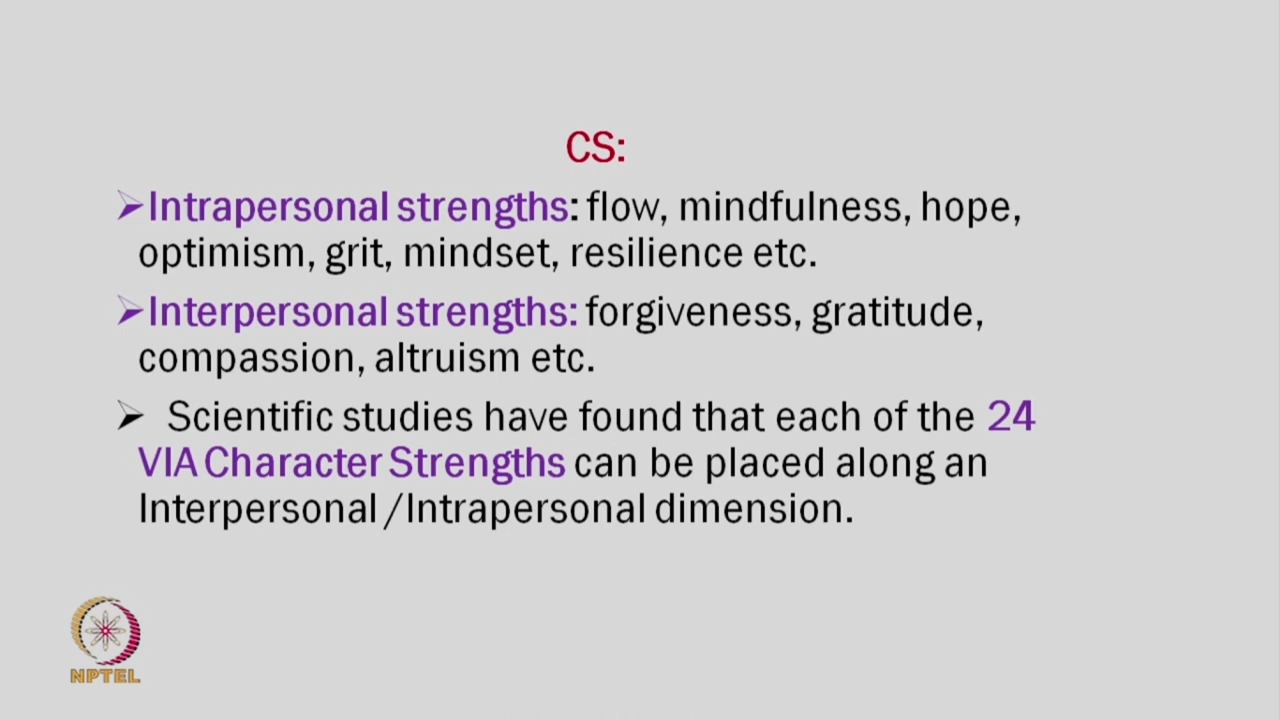 CS:
➢Intrapersonal strengths: flow, mindfulness, hope,
optimism, grit, mindset, resilience etc.
➢Interpersonal strengths: forgiveness, gratitude,
compassion, altruism etc.
➢ Scientific studies have found that each of the 24
VIA Character Strengths can be placed along an
Interpersonal /Intrapersonal dimension.
NPTEL